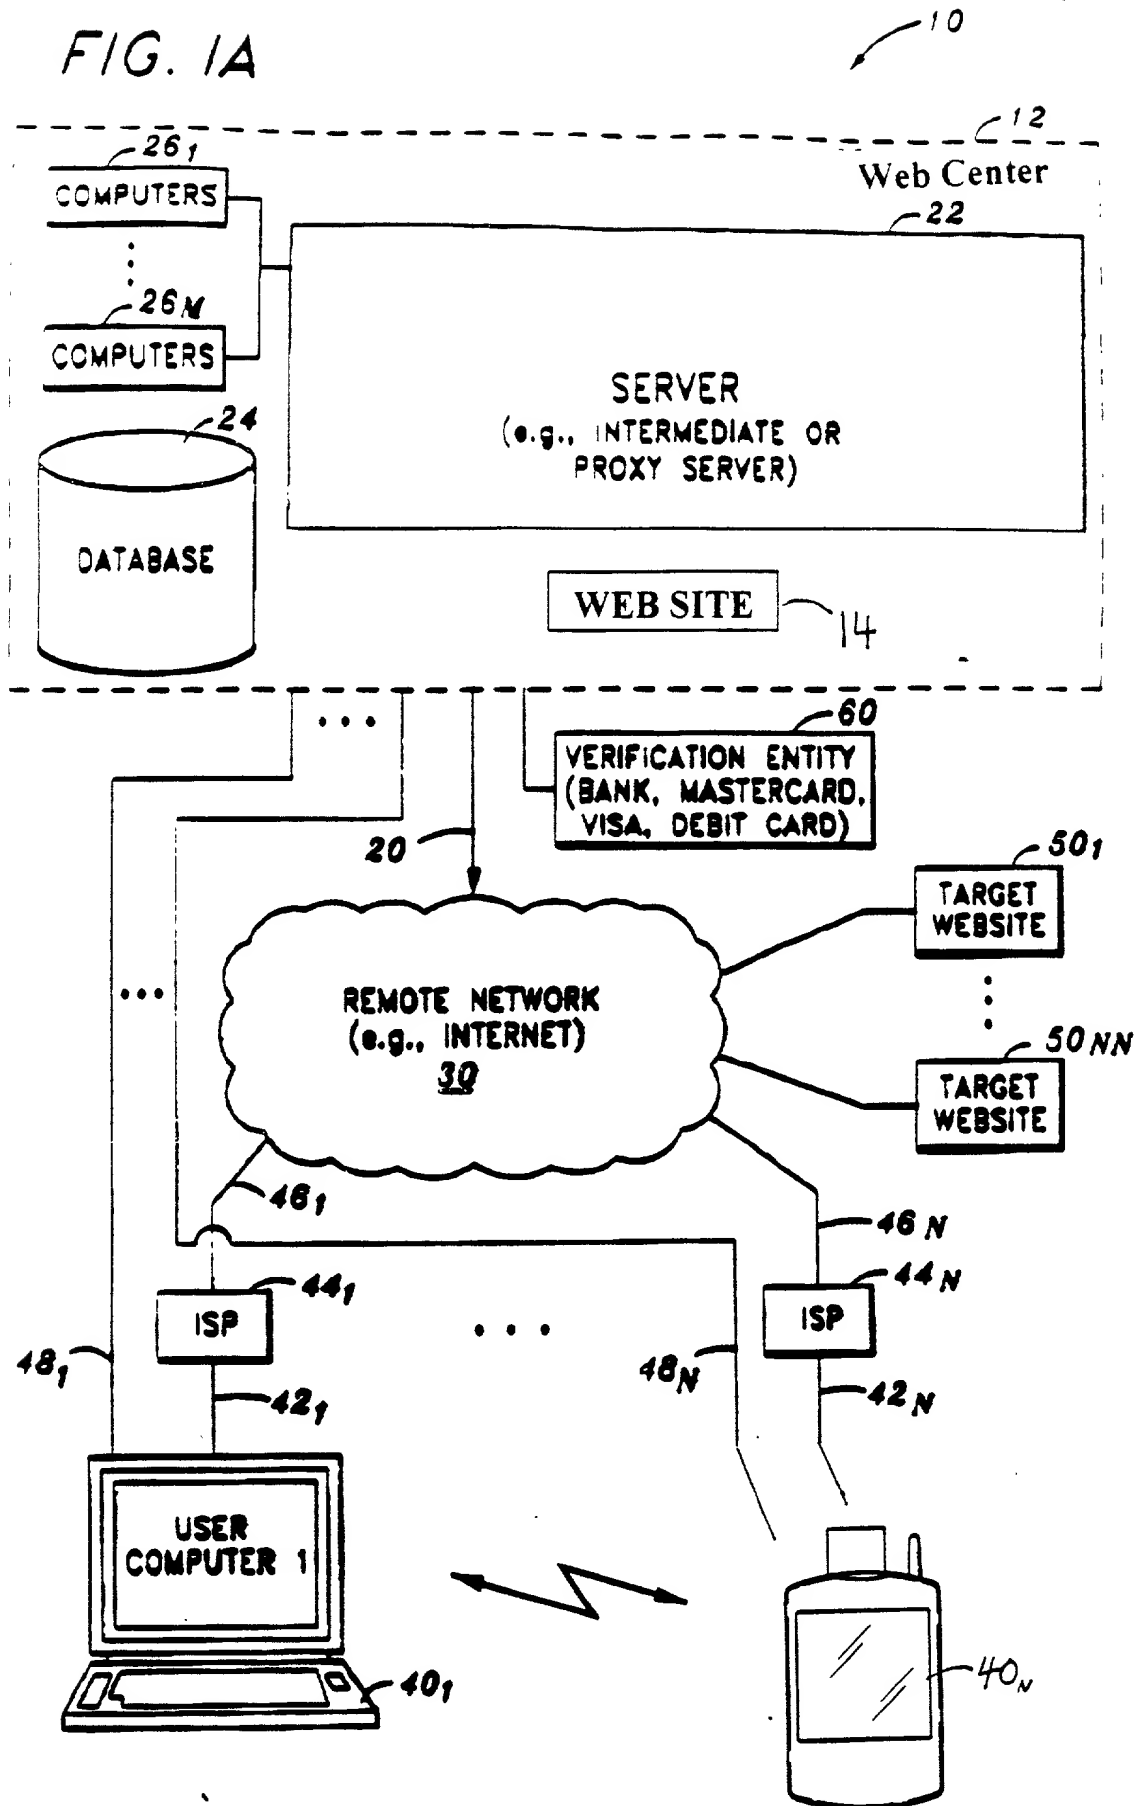 FIG. 1A
10
12
Web Center
26₁
COMPUTERS
22
26M
COMPUTERS
SERVER
(e.g., INTERMEDIATE OR
PROXY SERVER)
24
DATABASE
WEB SITE
14
60
VERIFICATION ENTITY
(BANK, MASTERCARD,
VISA, DEBIT CARD)
20
50₁
TARGET
WEBSITE
REMOTE NETWORK
(e.g., INTERNET)
30
50NN
TARGET
WEBSITE
46₁
46N
44₁
ISP
44N
ISP
48₁
48N
42₁
42N
USER
COMPUTER 1
40₁
40N